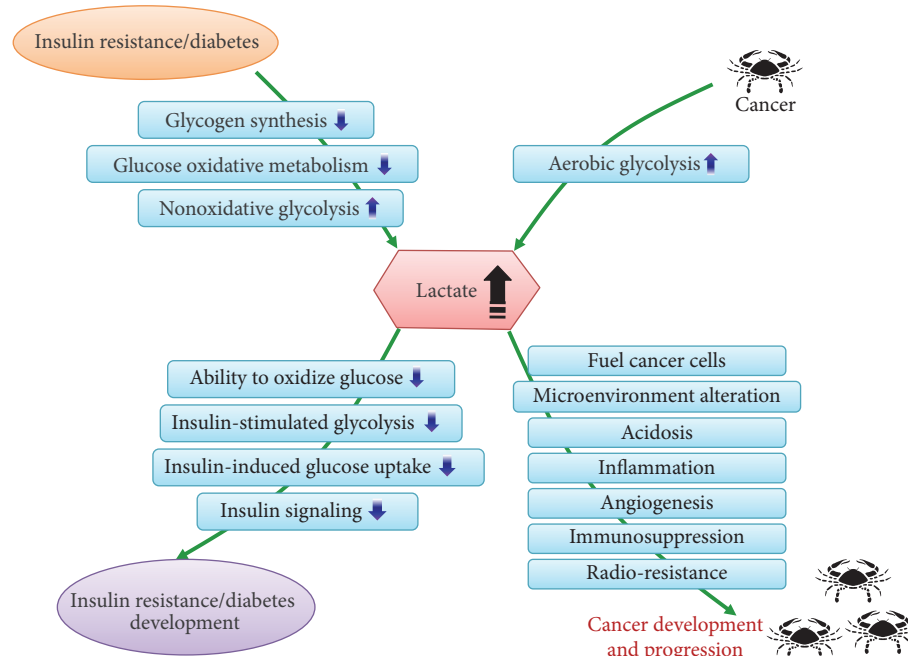 Insulin resistance/diabetes
Cancer
Glycogen synthesis
Glucose oxidative metabolism
Nonoxidative glycolysis
Aerobic glycolysis
Lactate
Ability to oxidize glucose
Insulin-stimulated glycolysis
Insulin-induced glucose uptake
Insulin signaling
Insulin resistance/diabetes
development
Fuel cancer cells
Microenvironment alteration
Acidosis
Inflammation
Angiogenesis
Immunosuppression
Radio-resistance
Cancer development
and progression